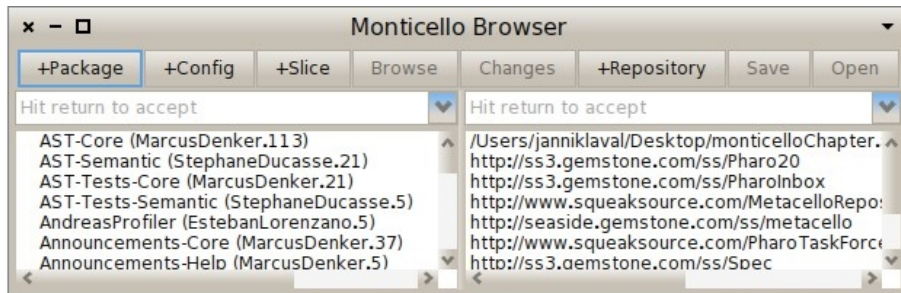 Monticello Browser
+Package +Config +Slice Browse Changes +Repository Save Open
Hit return to accept Hit return to accept
AST-Core (MarcusDenker.113)
AST-Semantic (StephaneDucasse.21)
AST-Tests-Core (MarcusDenker.21)
AST-Tests-Semantic (StephaneDucasse.5)
AndreasProfiler (EstebanLorenzano.5)
Announcements-Core (MarcusDenker.37)
Announcements-Help (MarcusDenker.5)
/Users/janniklaval/Desktop/monticelloChapter.
http://ss3.gemstone.com/ss/Pharo20
http://ss3.gemstone.com/ss/PharoInbox
http://www.squeaksource.com/MetacelloRepos
http://seaside.gemstone.com/ss/metacello
http://www.squeaksource.com/PharoTaskForce
http://ss3.gemstone.com/ss/Spec